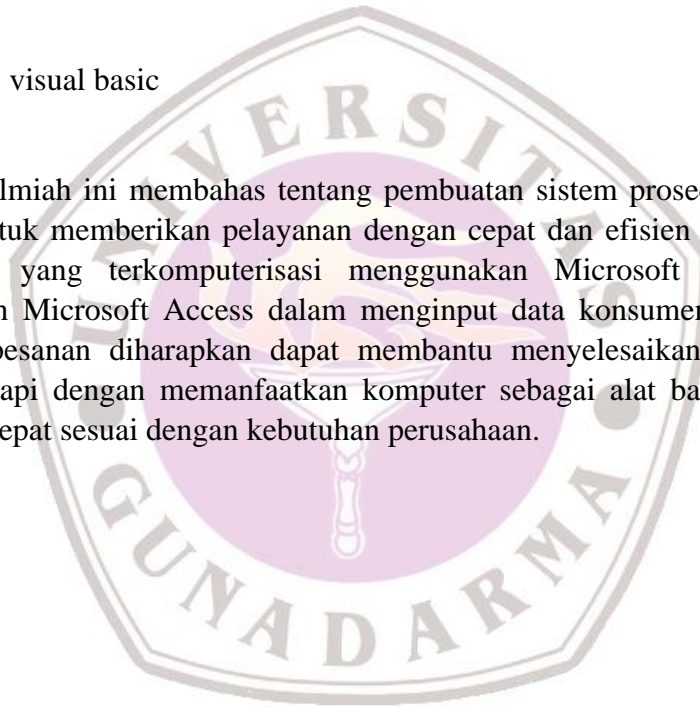 visual basic
lmiah ini membahas tentang pembuatan sistem prosed
tuk memberikan pelayanan dengan cepat dan efisien
yang terkomputerisasi menggunakan Microsoft
n Microsoft Access dalam menginput data konsumen
pesanan diharapkan dapat membantu menyelesaikan
api dengan memanfaatkan komputer sebagai alat ba
epat sesuai dengan kebutuhan perusahaan.
UNIVERSITAS
GUNADARMA